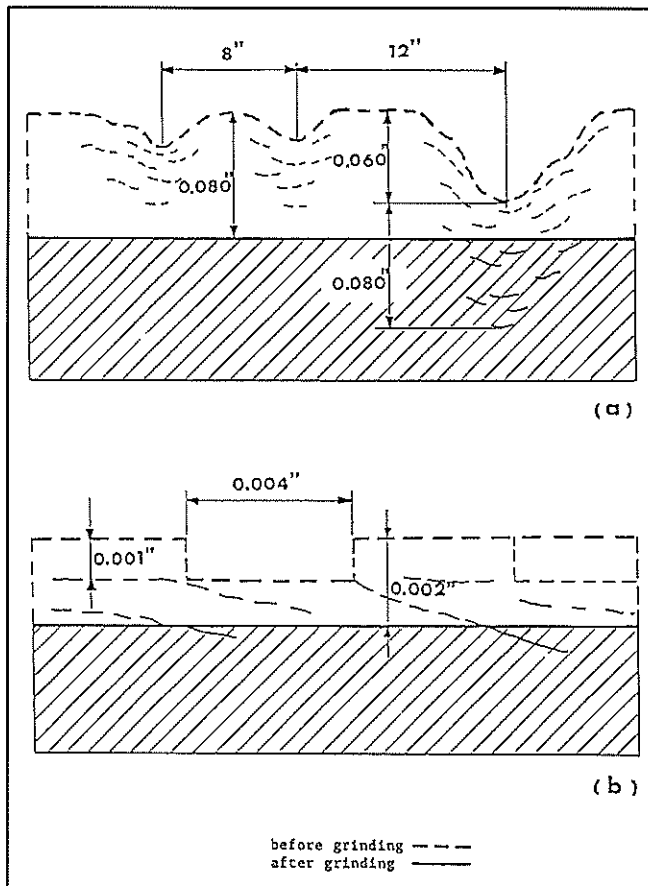 8"
12"
0.060"
0.080"
0.080"
(a)
0.004"
0.001"
0.002"
(b)
before grinding
after grinding